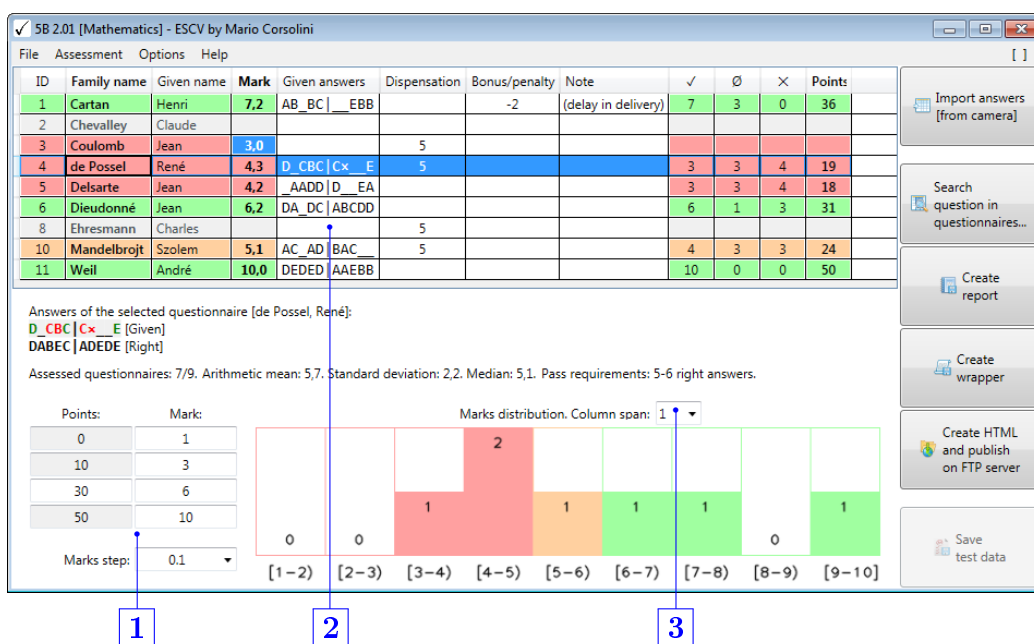 5B 2.01 [Mathematics] - ESCV by Mario Corsolini
File Assessment Options Help [ ]
ID Family name Given name Mark Given answers Dispensation Bonus/penalty Note ✓ Ø × Points
1 Cartan Henri 7,2 AB_BC|__EBB -2 (delay in delivery) 7 3 0 36
2 Chevalley Claude
3 Coulomb Jean 3,0 5
4 de Possel René 4,3 D_CBC|C×__E 5 3 3 4 19
5 Delsarte Jean 4,2 _AADD|D__EA 3 3 4 18
6 Dieudonné Jean 6,2 DA_DC|ABCDD 6 1 3 31
8 Ehresmann Charles 5
10 Mandelbrojt Szolem 5,1 AC_AD|BAC__ 5 4 3 3 24
11 Weil André 10,0 DEDED|AAEBB 10 0 0 50
Import answers
[from camera]
Search
question in
questionnaires...
Create
report
Create
wrapper
Create HTML
and publish
on FTP server
Save
test data
Answers of the selected questionnaire [de Possel, René]:
D_CBC|C×__E [Given]
DABEC|ADEDE [Right]
Assessed questionnaires: 7/9. Arithmetic mean: 5,7. Standard deviation: 2,2. Median: 5,1. Pass requirements: 5-6 right answers.
Points: Mark:
0 1
10 3
30 6
50 10
Marks step: 0.1
Marks distribution. Column span: 1
0 0 1 2 1 1 1 0 1
[1-2) [2-3) [3-4) [4-5) [5-6) [6-7) [7-8) [8-9) [9-10]
1 2 3